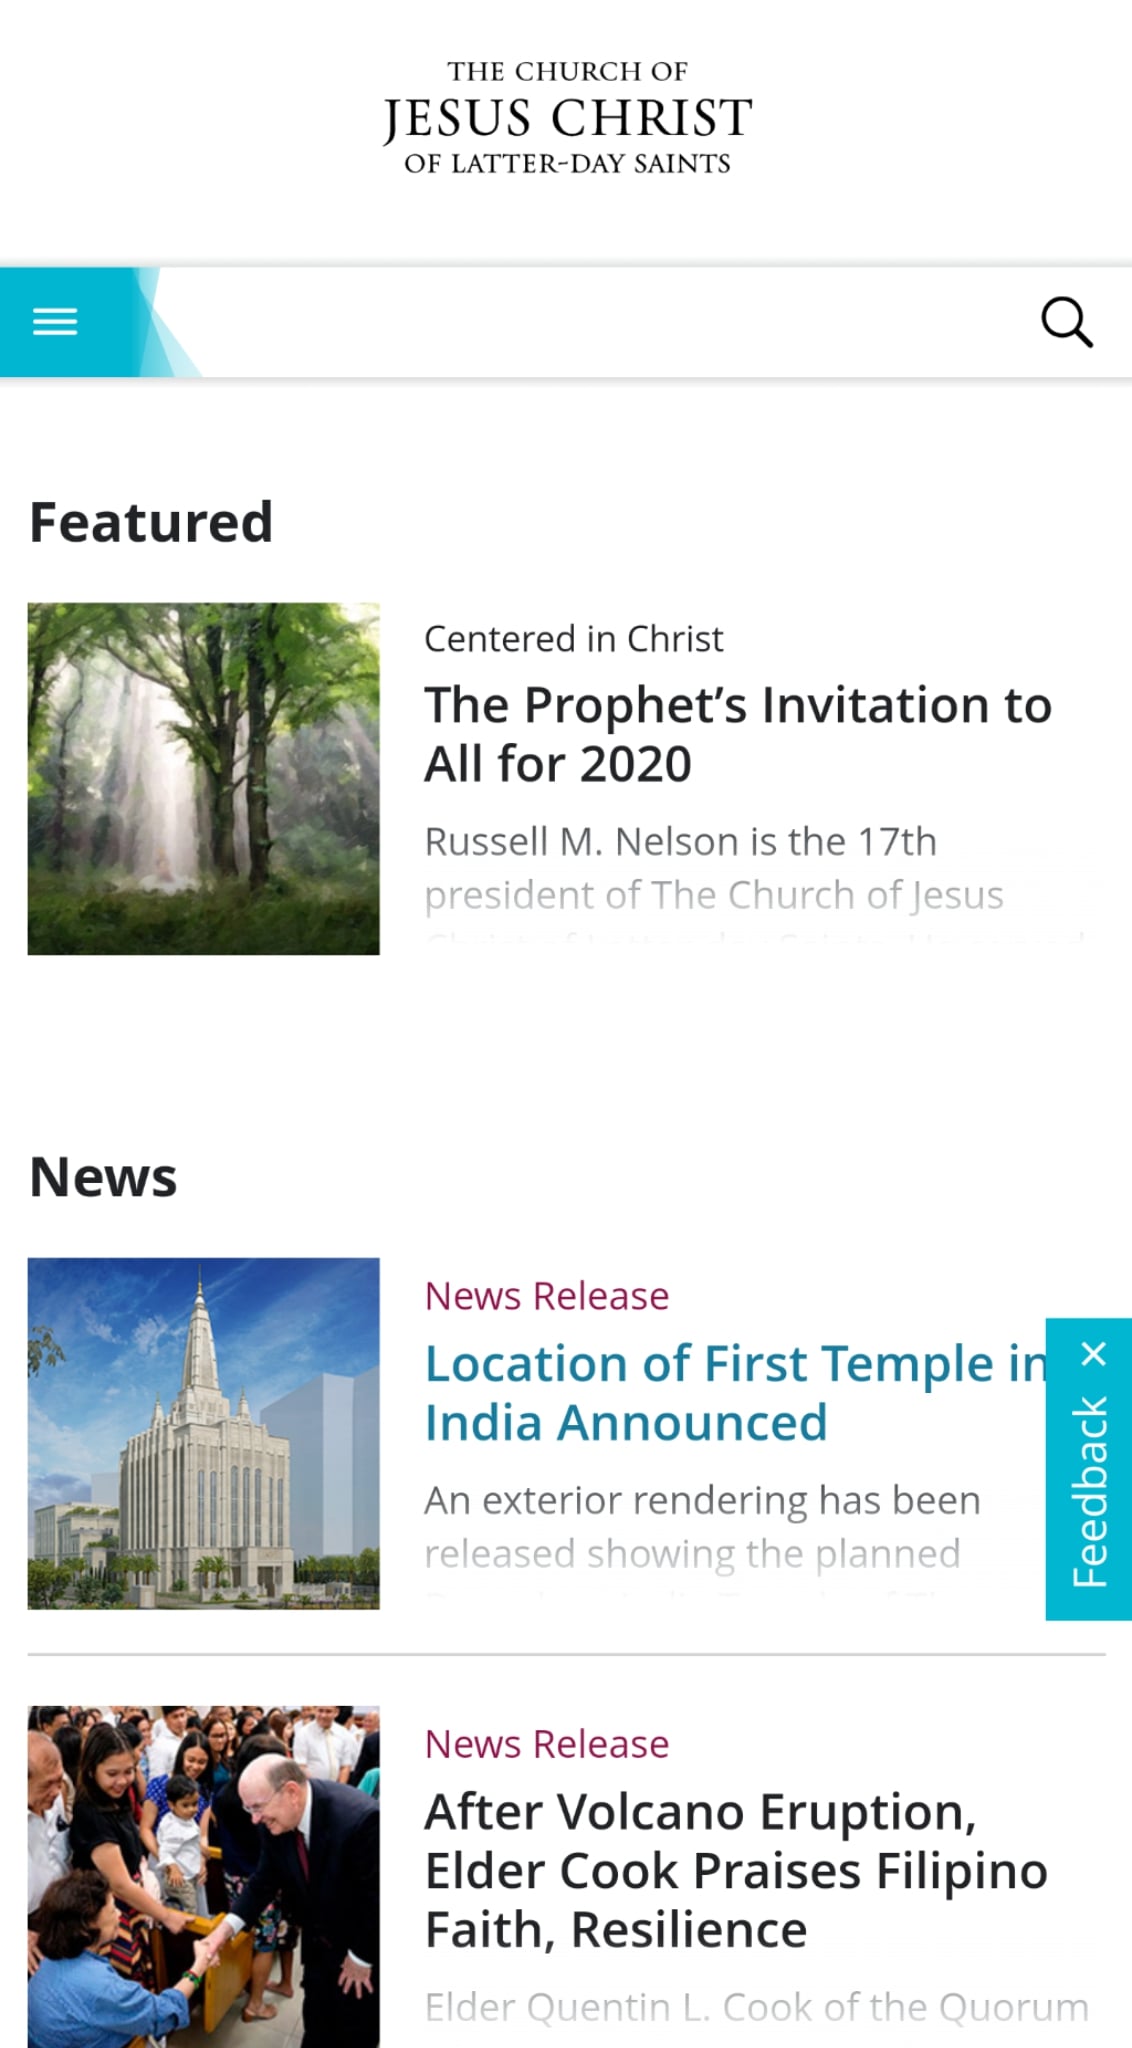 THE CHURCH OF
JESUS CHRIST
OF LATTER-DAY SAINTS
Featured
Centered in Christ
The Prophet’s Invitation to
All for 2020
Russell M. Nelson is the 17th
president of The Church of Jesus
News
News Release
Location of First Temple in
India Announced
An exterior rendering has been
released showing the planned
Feedback ×
News Release
After Volcano Eruption,
Elder Cook Praises Filipino
Faith, Resilience
Elder Quentin L. Cook of the Quorum